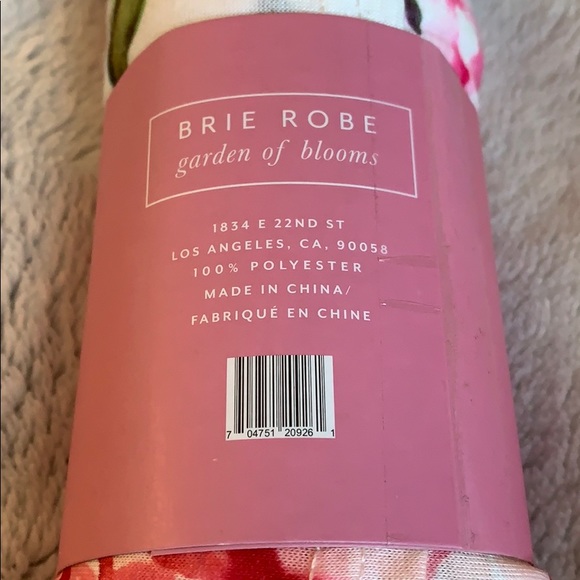 BRIE ROBE
garden of blooms
1834 E 22ND ST
LOS ANGELES, CA, 90058
100% POLYESTER
MADE IN CHINA/
FABRIQUÉ EN CHINE
7 04751 20926 1